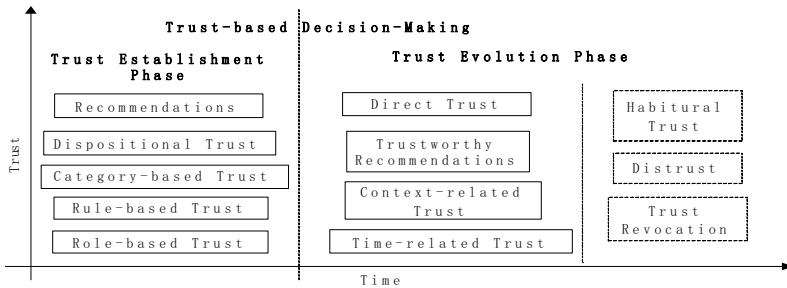 Trust-based Decision-Making
Trust Establishment
Phase
Trust Evolution Phase
Recommendations
Dispositional Trust
Category-based Trust
Rule-based Trust
Role-based Trust
Direct Trust
Trustworthy
Recommendations
Context-related
Trust
Time-related Trust
Habitural
Trust
Distrust
Trust
Revocation
Trust
Time